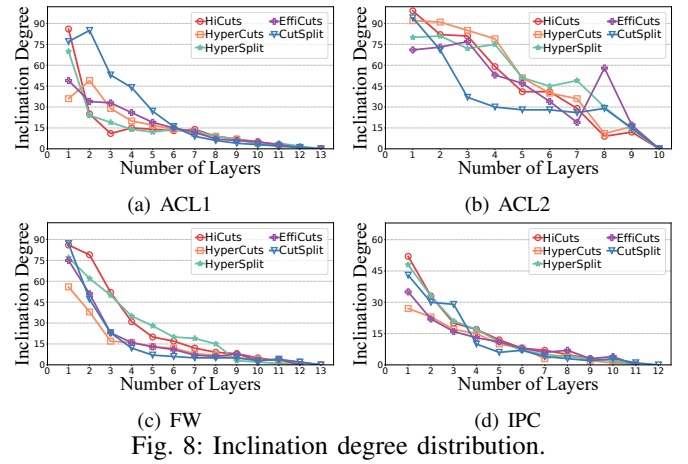 HiCuts
HyperCuts
HyperSplit
EffiCuts
CutSplit
Inclination Degree
90
75
60
45
30
15
0
1 2 3 4 5 6 7 8 9 10 11 12 13
Number of Layers
(a) ACL1
HiCuts
HyperCuts
HyperSplit
EffiCuts
CutSplit
Inclination Degree
90
75
60
45
30
15
0
1 2 3 4 5 6 7 8 9 10
Number of Layers
(b) ACL2
HiCuts
HyperCuts
HyperSplit
EffiCuts
CutSplit
Inclination Degree
90
75
60
45
30
15
0
1 2 3 4 5 6 7 8 9 10 11 12 13
Number of Layers
(c) FW
HiCuts
HyperCuts
HyperSplit
EffiCuts
CutSplit
Inclination Degree
60
45
30
15
0
1 2 3 4 5 6 7 8 9 10 11 12
Number of Layers
(d) IPC
Fig. 8: Inclination degree distribution.